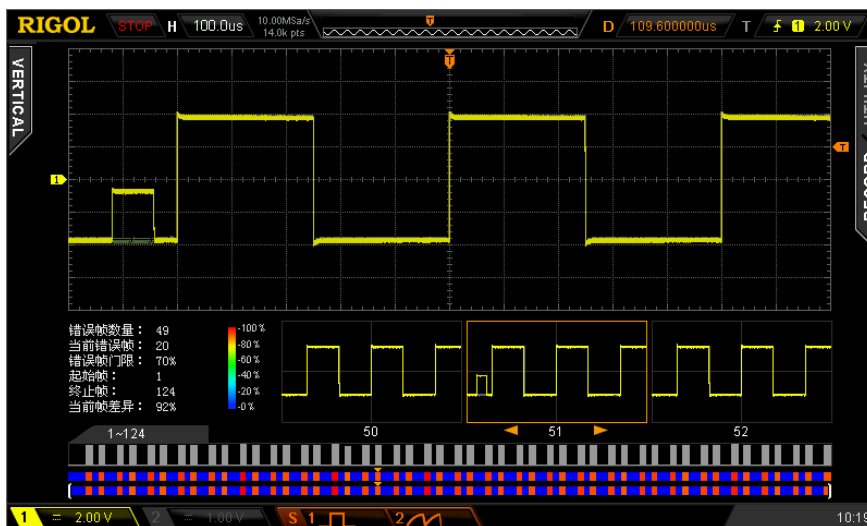 RIGOL STOP H 100.0us 10.00MSa/s 14.0k pts D 109.600000us T 1 2.00 V
VERTICAL
UTILITY
RECORD
T
T
1
T
错误帧数量： 49
当前错误帧： 20
错误帧门限： 70%
起始帧： 1
终止帧： 124
当前帧差异： 92%
-100%
-80%
-60%
-40%
-20%
-0%
1~124
50 51 52
1 = 2.00 V 2 = 1.00 V S 1 2 10:19